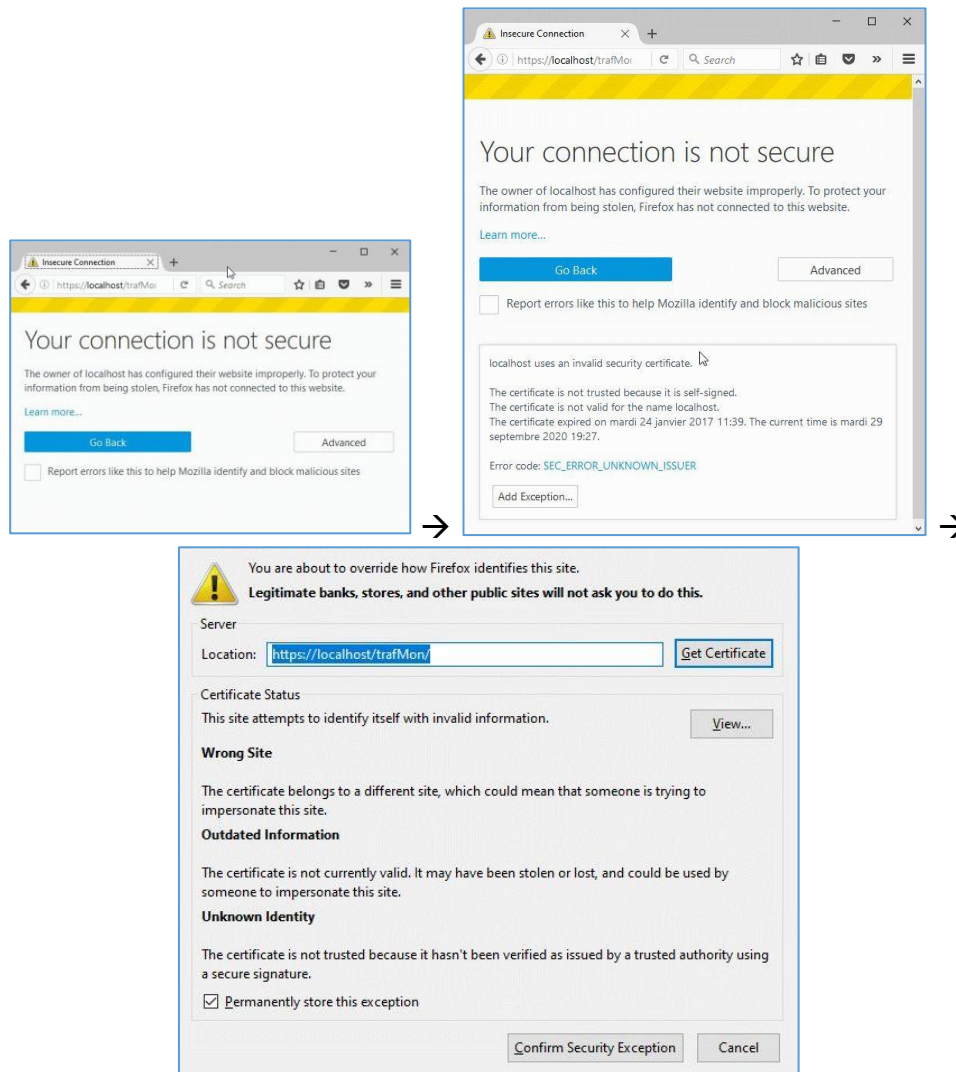 Insecure Connection
https://localhost/trafMo
Search
Your connection is not secure
The owner of localhost has configured their website improperly. To protect your
information from being stolen, Firefox has not connected to this website.
Learn more...
Go Back
Advanced
Report errors like this to help Mozilla identify and block malicious sites
→
Insecure Connection
https://localhost/trafMo
Search
Your connection is not secure
The owner of localhost has configured their website improperly. To protect your
information from being stolen, Firefox has not connected to this website.
Learn more...
Go Back
Advanced
Report errors like this to help Mozilla identify and block malicious sites
localhost uses an invalid security certificate.
The certificate is not trusted because it is self-signed.
The certificate is not valid for the name localhost.
The certificate expired on mardi 24 janvier 2017 11:39. The current time is mardi 29
septembre 2020 19:27.
Error code: SEC_ERROR_UNKNOWN_ISSUER
Add Exception...
→
You are about to override how Firefox identifies this site.
Legitimate banks, stores, and other public sites will not ask you to do this.
Server
Location:
https://localhost/trafMon/
Get Certificate
Certificate Status
This site attempts to identify itself with invalid information.
View...
Wrong Site
The certificate belongs to a different site, which could mean that someone is trying to
impersonate this site.
Outdated Information
The certificate is not currently valid. It may have been stolen or lost, and could be used by
someone to impersonate this site.
Unknown Identity
The certificate is not trusted because it hasn't been verified as issued by a trusted authority using
a secure signature.
Permanently store this exception
Confirm Security Exception
Cancel